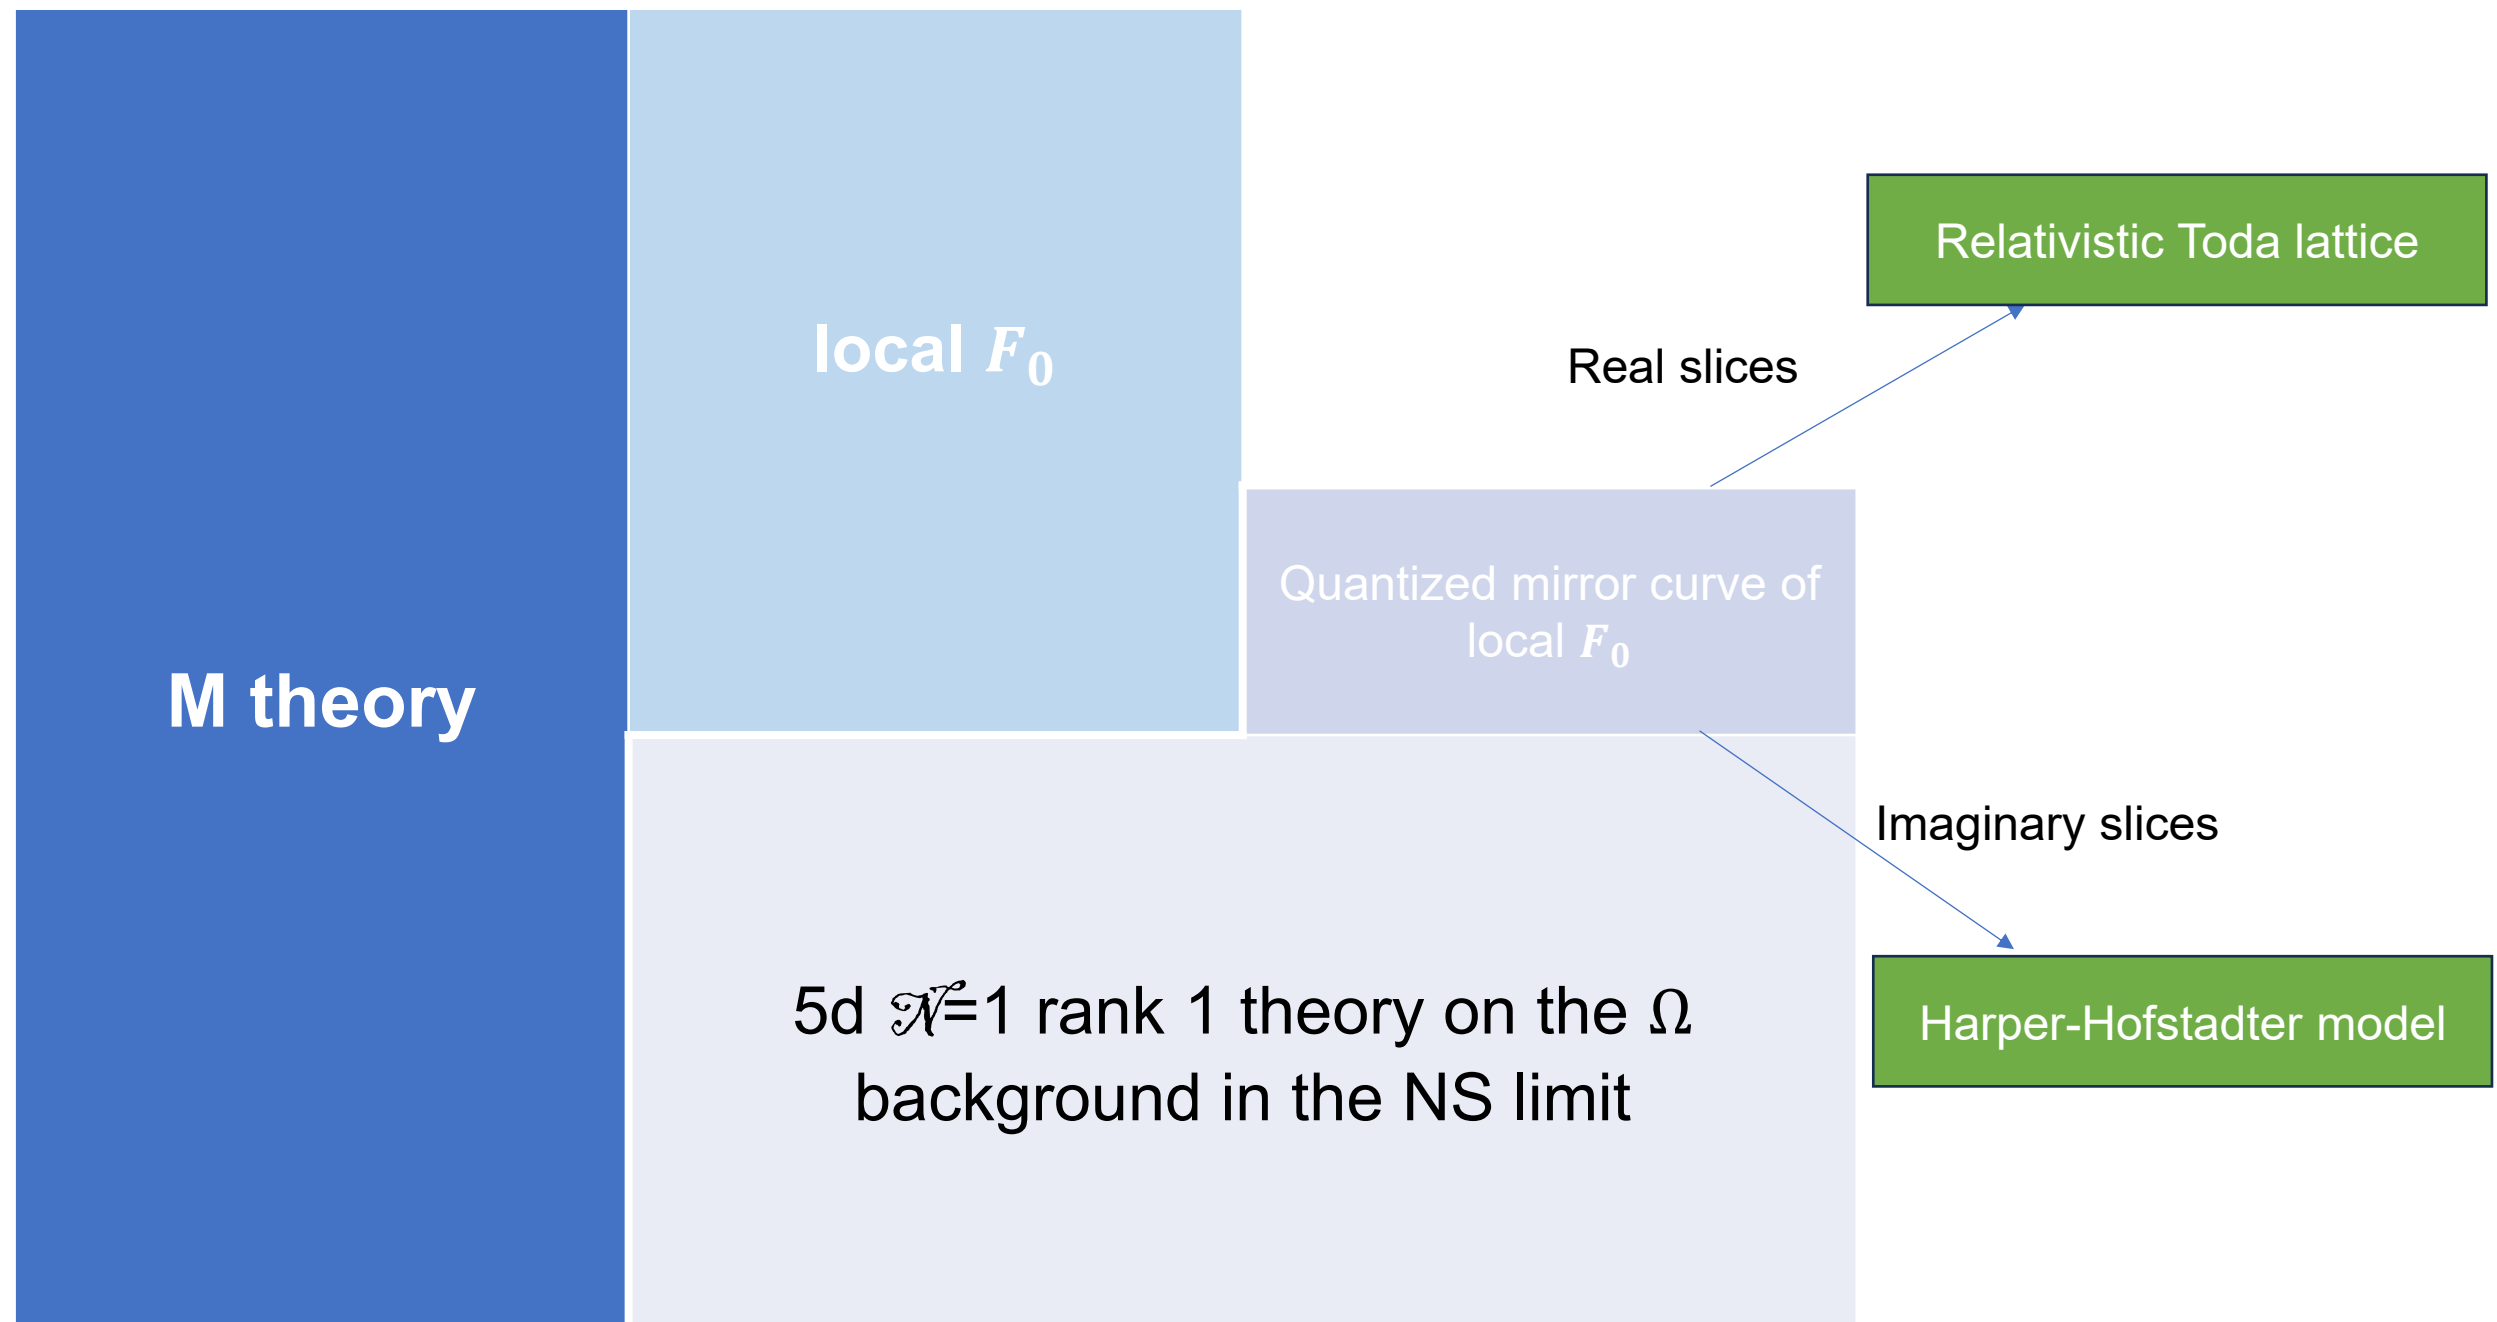 M theory
local F₀
Quantized mirror curve of
local F₀
5d 𝒩=1 rank 1 theory on the Ω
background in the NS limit
Real slices
Relativistic Toda lattice
Imaginary slices
Harper-Hofstadter model